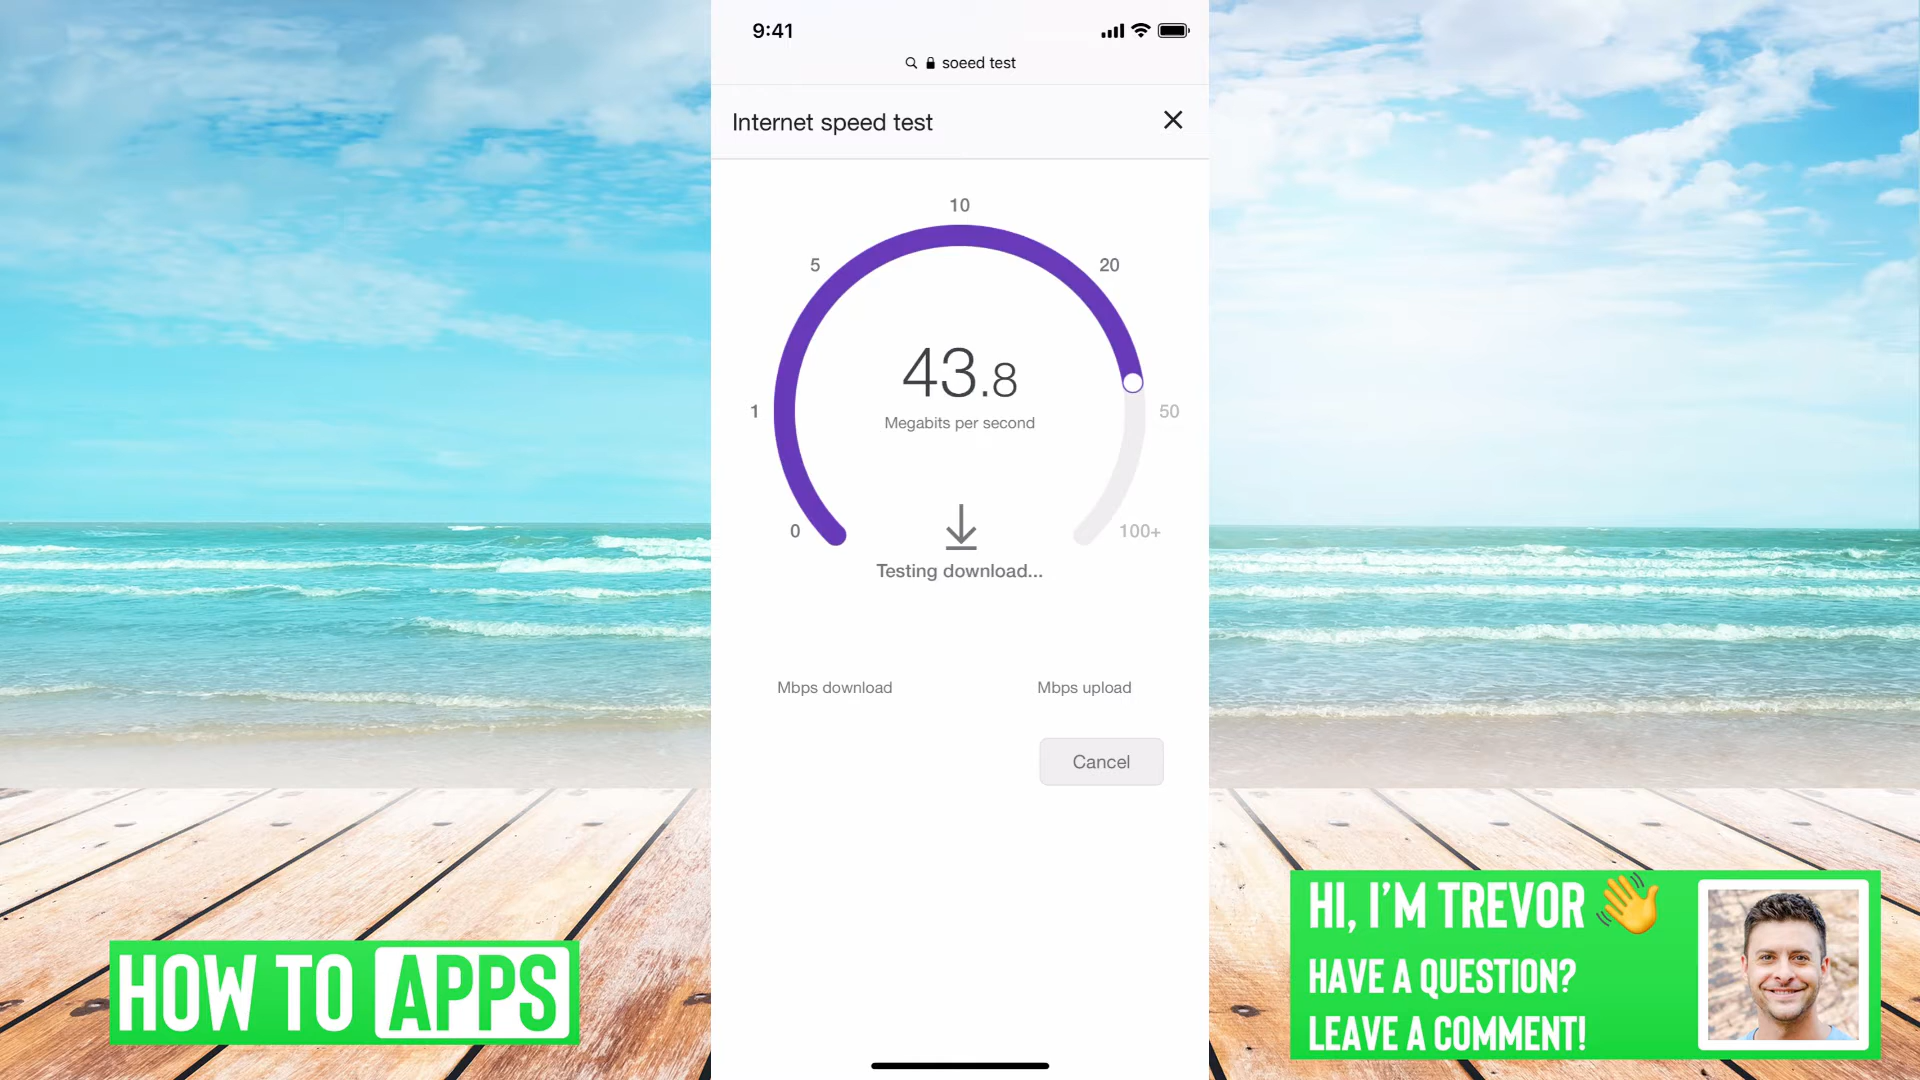 9:41
soeed test
Internet speed test
10
5
20
43.8
1
50
Megabits per second
0
100+
Testing download...
Mbps download
Mbps upload
Cancel
HOW TO APPS
HI, I'M TREVOR 👋
HAVE A QUESTION?
LEAVE A COMMENT!